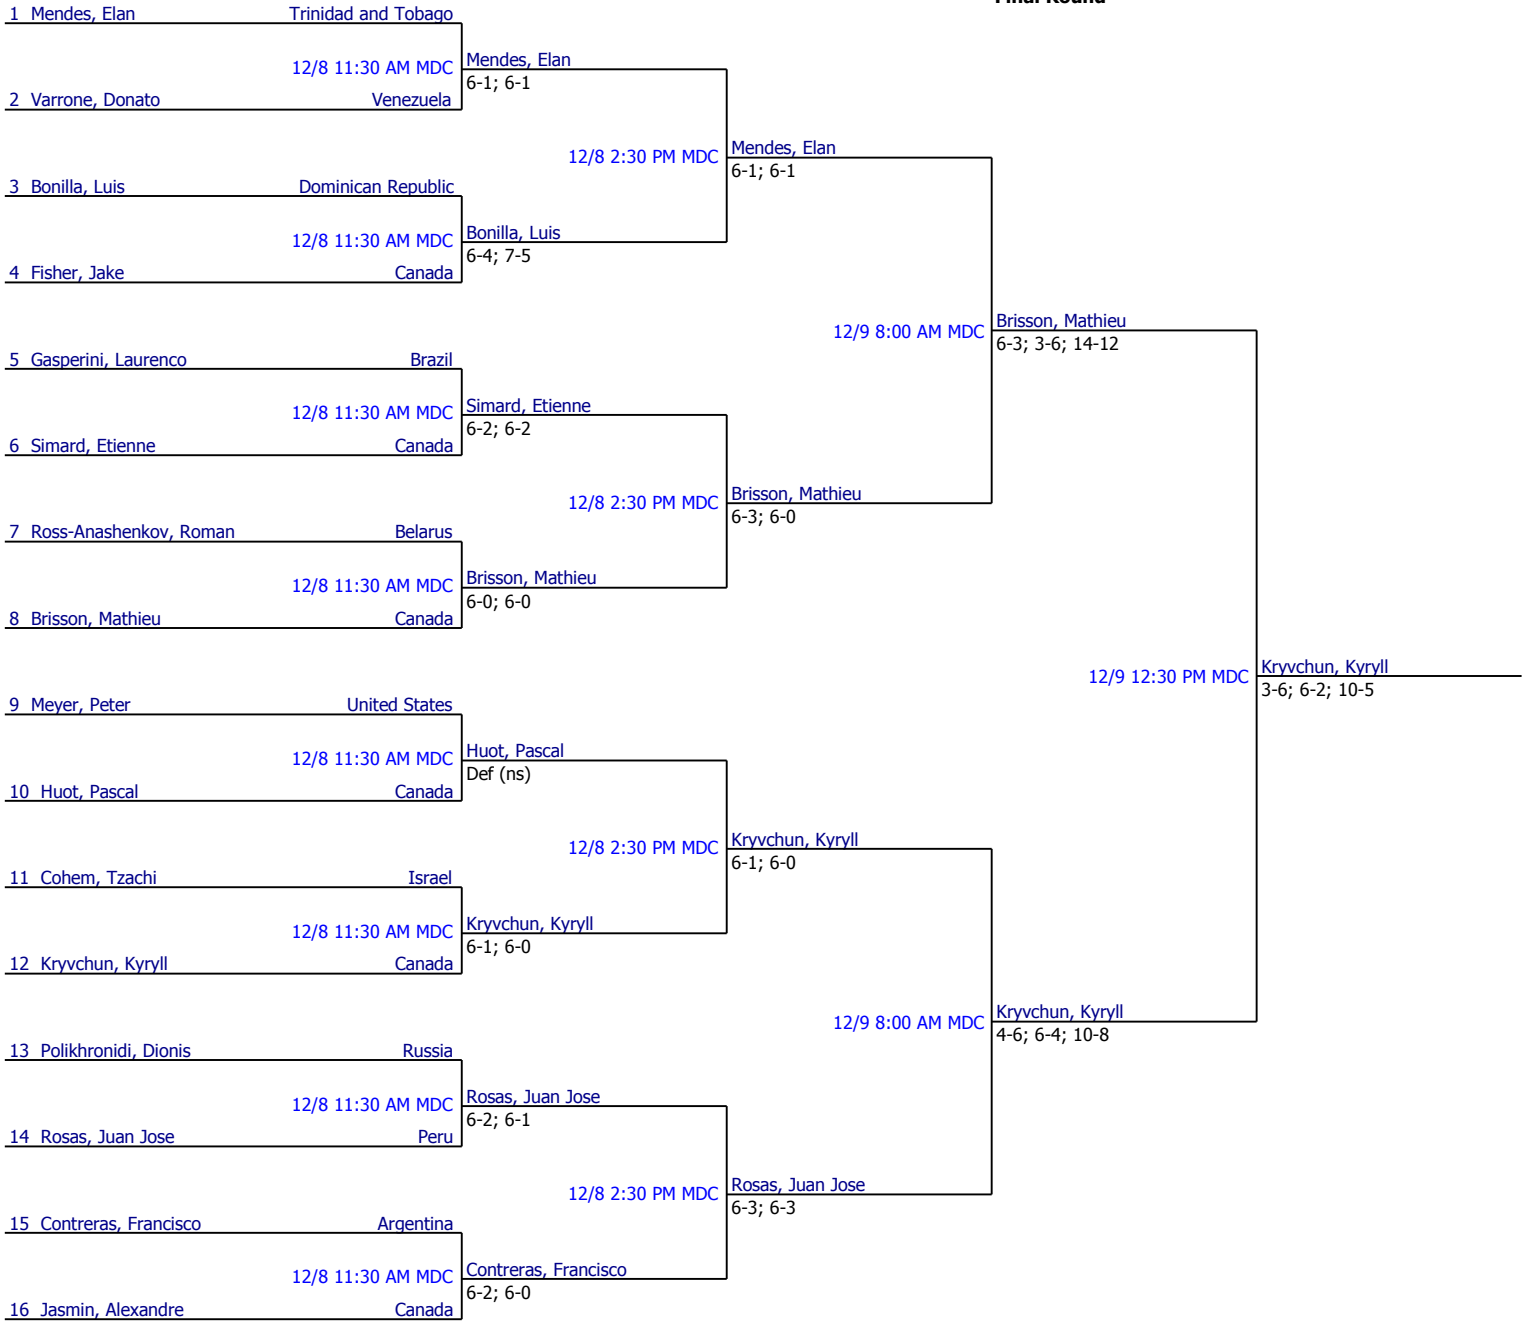 Final Round
1 Mendes, Elan Trinidad and Tobago
12/8 11:30 AM MDC
Mendes, Elan
6-1; 6-1
2 Varrone, Donato Venezuela
12/8 2:30 PM MDC
Mendes, Elan
6-1; 6-1
3 Bonilla, Luis Dominican Republic
12/8 11:30 AM MDC
Bonilla, Luis
6-4; 7-5
4 Fisher, Jake Canada
12/9 8:00 AM MDC
Brisson, Mathieu
6-3; 3-6; 14-12
5 Gasperini, Laurenco Brazil
12/8 11:30 AM MDC
Simard, Etienne
6-2; 6-2
6 Simard, Etienne Canada
12/8 2:30 PM MDC
Brisson, Mathieu
6-3; 6-0
7 Ross-Anashenkov, Roman Belarus
12/8 11:30 AM MDC
Brisson, Mathieu
6-0; 6-0
8 Brisson, Mathieu Canada
12/9 12:30 PM MDC
Kryvchun, Kyryll
3-6; 6-2; 10-5
9 Meyer, Peter United States
12/8 11:30 AM MDC
Huot, Pascal
Def (ns)
10 Huot, Pascal Canada
12/8 2:30 PM MDC
Kryvchun, Kyryll
6-1; 6-0
11 Cohem, Tzachi Israel
12/8 11:30 AM MDC
Kryvchun, Kyryll
6-1; 6-0
12 Kryvchun, Kyryll Canada
12/9 8:00 AM MDC
Kryvchun, Kyryll
4-6; 6-4; 10-8
13 Polikhronidi, Dionis Russia
12/8 11:30 AM MDC
Rosas, Juan Jose
6-2; 6-1
14 Rosas, Juan Jose Peru
12/8 2:30 PM MDC
Rosas, Juan Jose
6-3; 6-3
15 Contreras, Francisco Argentina
12/8 11:30 AM MDC
Contreras, Francisco
6-2; 6-0
16 Jasmin, Alexandre Canada